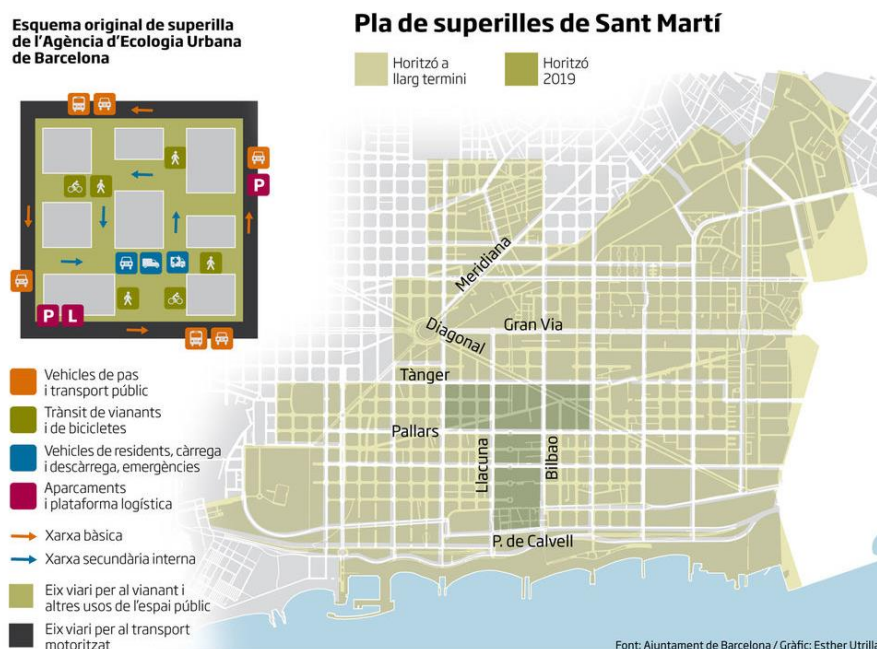 Esquema original de superilla
de l'Agència d'Ecologia Urbana
de Barcelona
P
P L
Vehicles de pas
i transport públic
Trànsit de vianants
i de bicicletes
Vehicles de residents, càrrega
i descàrrega, emergències
Aparcaments
i plataforma logística
Xarxa bàsica
Xarxa secundària interna
Eix viari per al vianant i
altres usos de l'espai públic
Eix viari per al transport
motoritzat
Pla de superilles de Sant Martí
Horitzó a
llarg termini
Horitzó
2019
Meridiana
Diagonal
Gran Via
Tànger
Pallars
Llacuna
Bilbao
P. de Calvell
Font: Ajuntament de Barcelona / Gràfic: Esther Utrilla